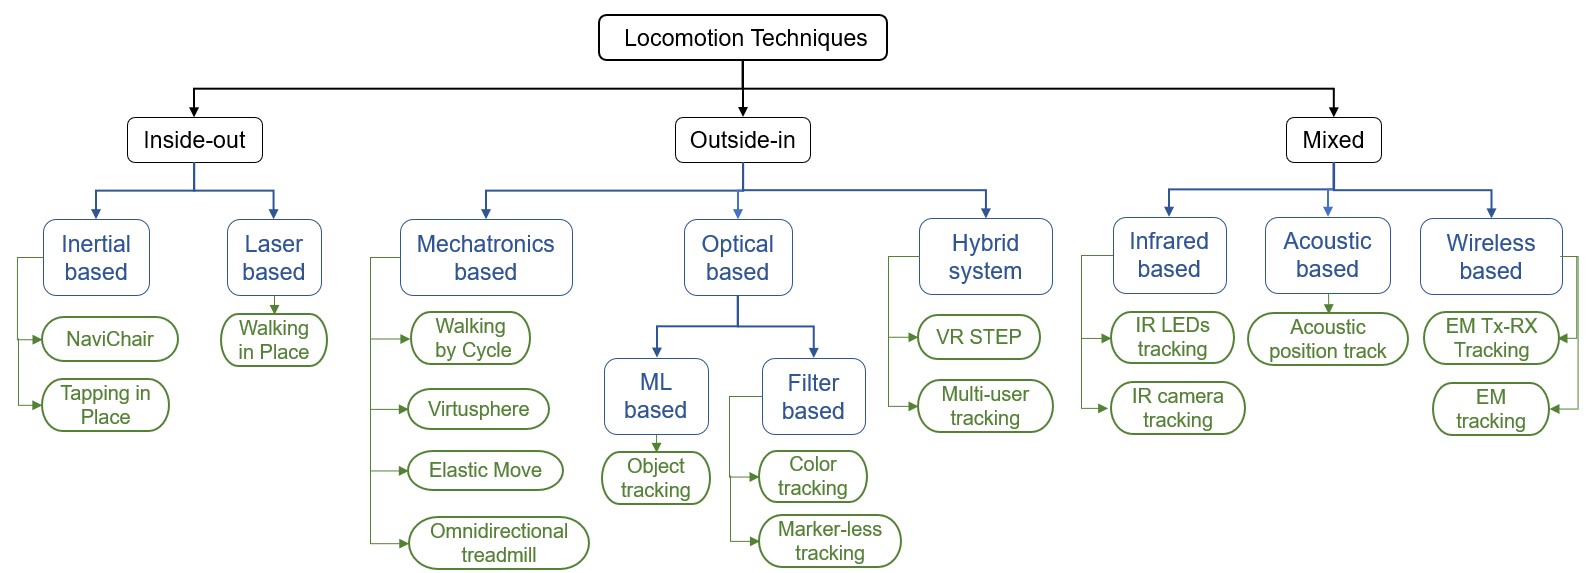 Locomotion Techniques
Inside-out
Outside-in
Mixed
Inertial
based
Laser
based
Mechatronics
based
Optical
based
Hybrid
system
Infrared
based
Acoustic
based
Wireless
based
NaviChair
Tapping in
Place
Walking
in Place
Walking
by Cycle
Virtusphere
Elastic Move
Omnidirectional
treadmill
ML
based
Filter
based
Object
tracking
Color
tracking
Marker-less
tracking
VR STEP
Multi-user
tracking
IR LEDs
tracking
IR camera
tracking
Acoustic
position track
EM Tx-RX
Tracking
EM
tracking